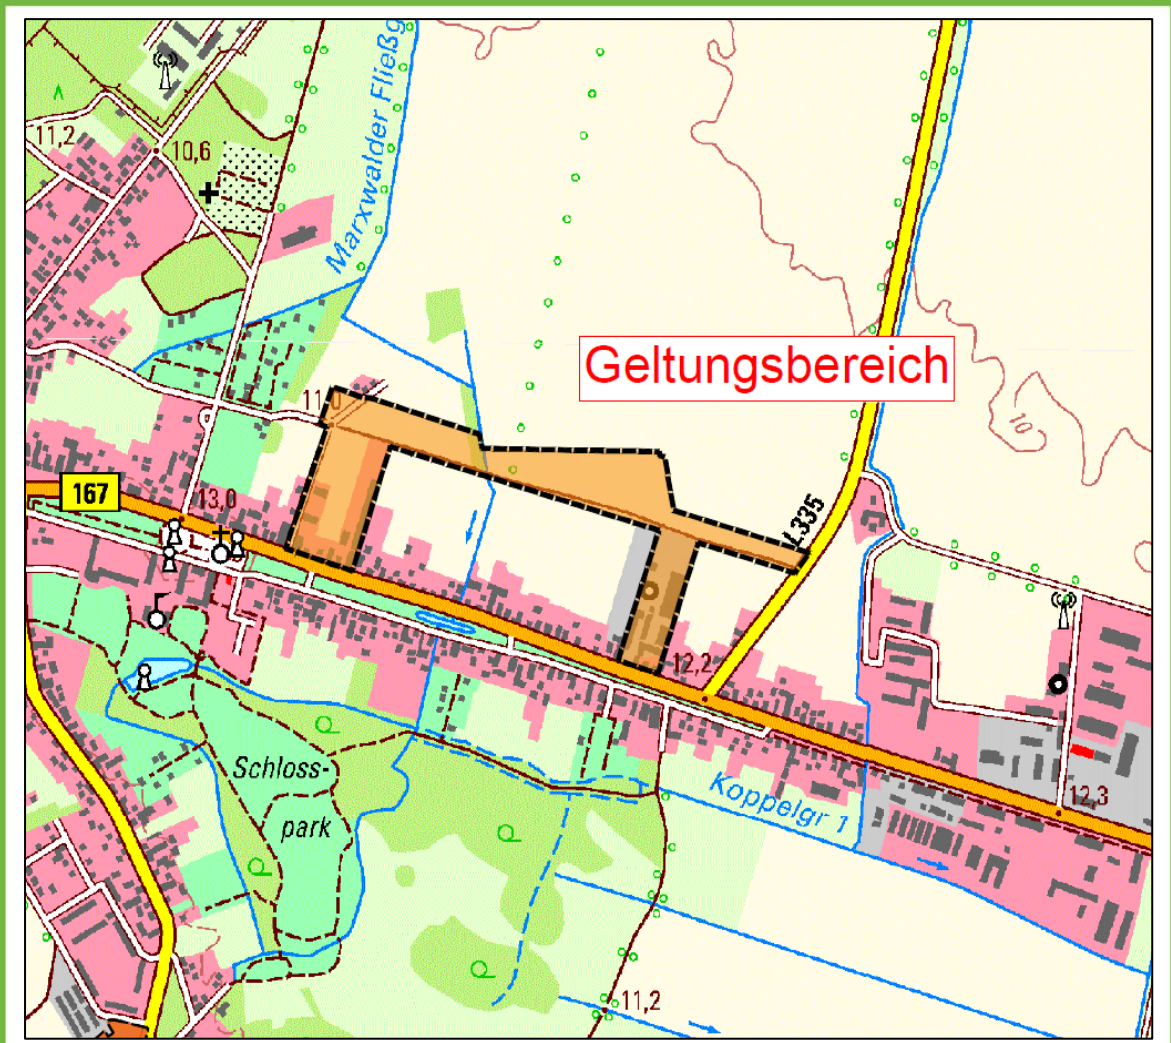 Marxwalder Fließg
11,2
10,6
Geltungsbereich
11,0
10
167
13,0
L335
12,2
Schloss-
park
Koppelgr 1
12,3
11,2